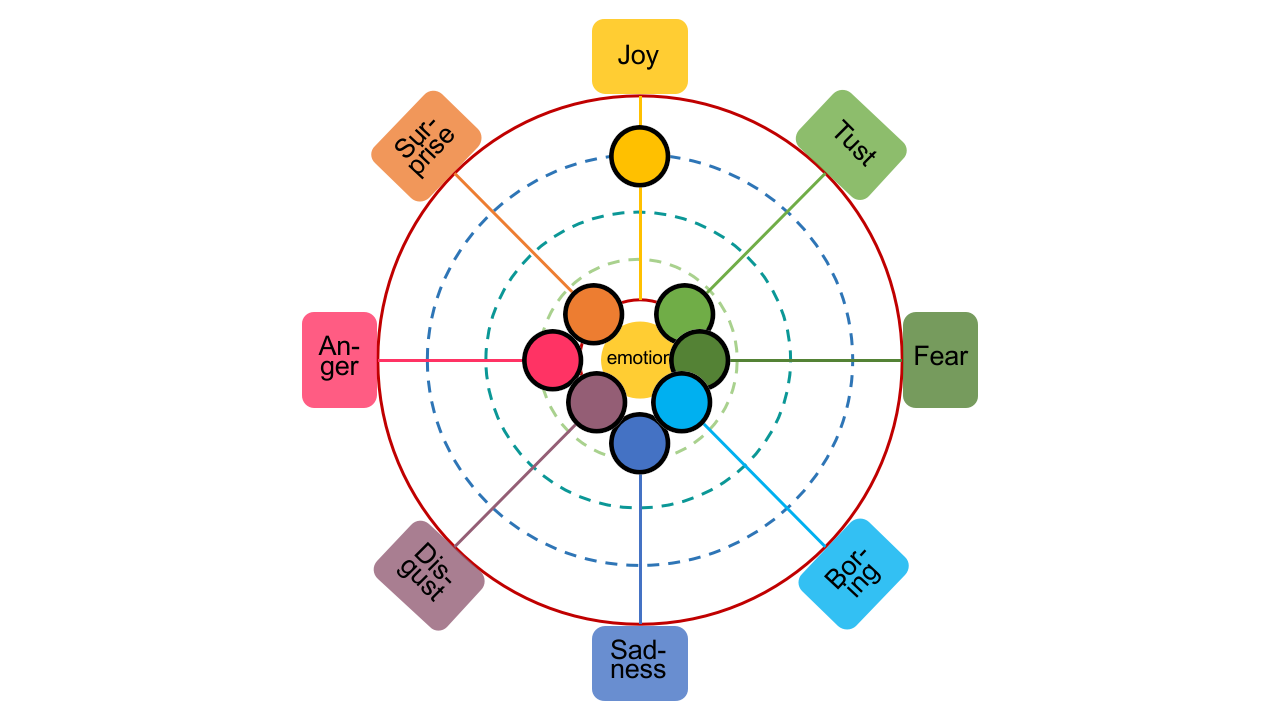 Joy
Sur-
prise
Tust
An-
ger
emotion
Fear
Dis-
gust
Bor-
ing
Sad-
ness